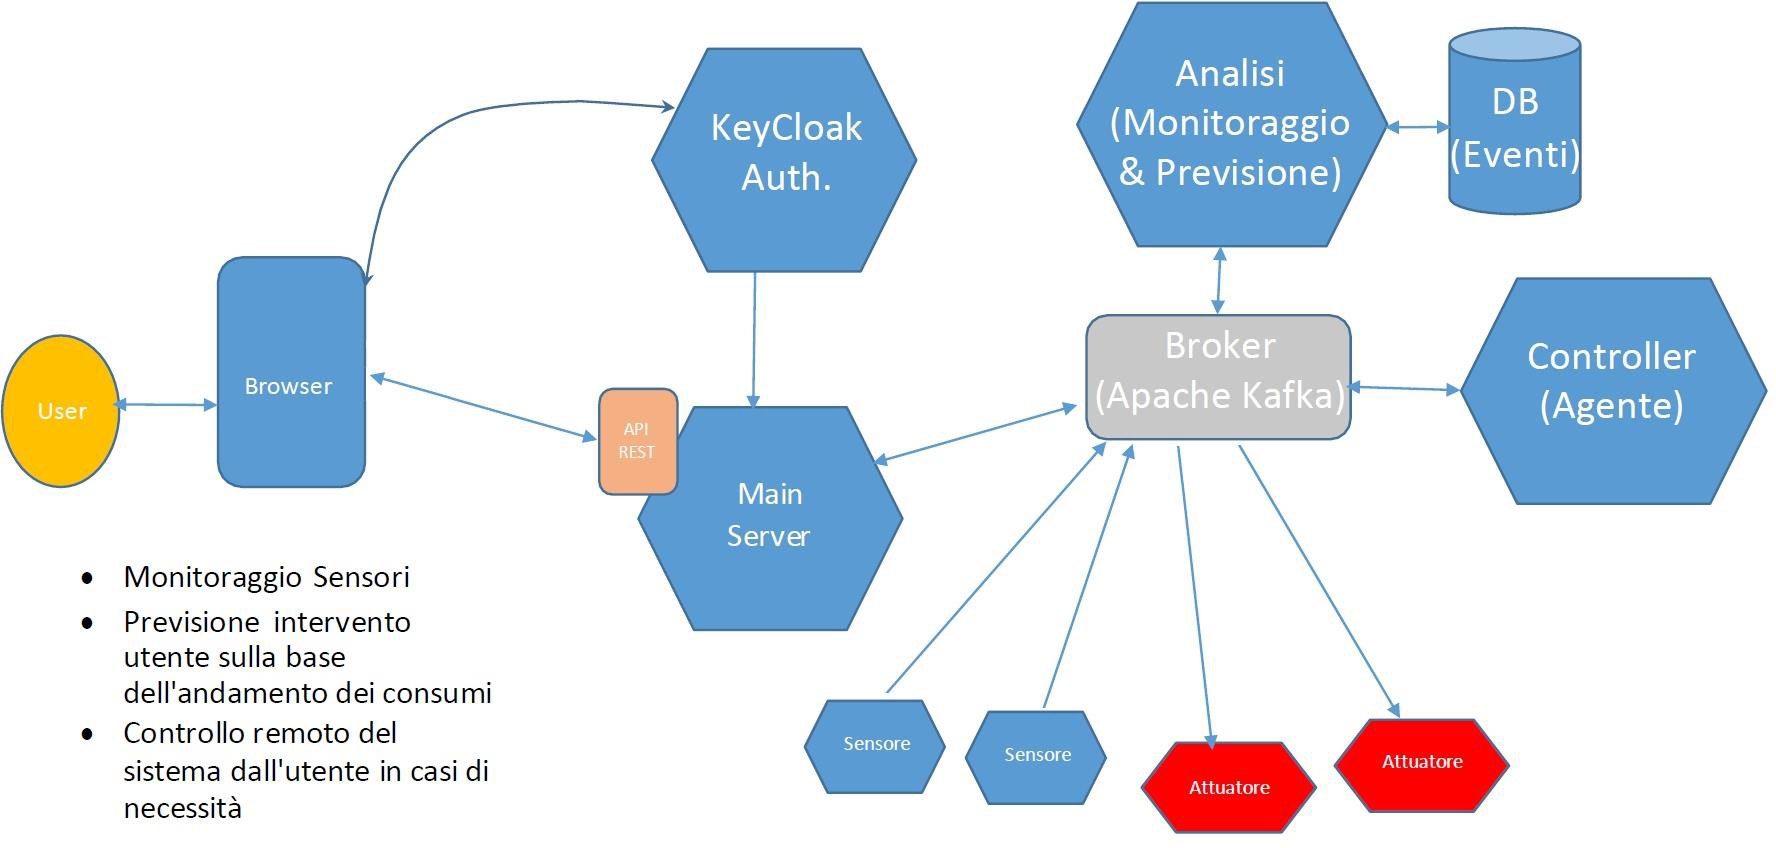 KeyCloak
Auth.
Analisi
(Monitoraggio
& Previsione)
DB
(Eventi)
User
Browser
API
REST
Main
Server
Broker
(Apache Kafka)
Controller
(Agente)
• Monitoraggio Sensori
• Previsione intervento
utente sulla base
dell'andamento dei consumi
• Controllo remoto del
sistema dall'utente in casi di
necessità
Sensore
Sensore
Attuatore
Attuatore